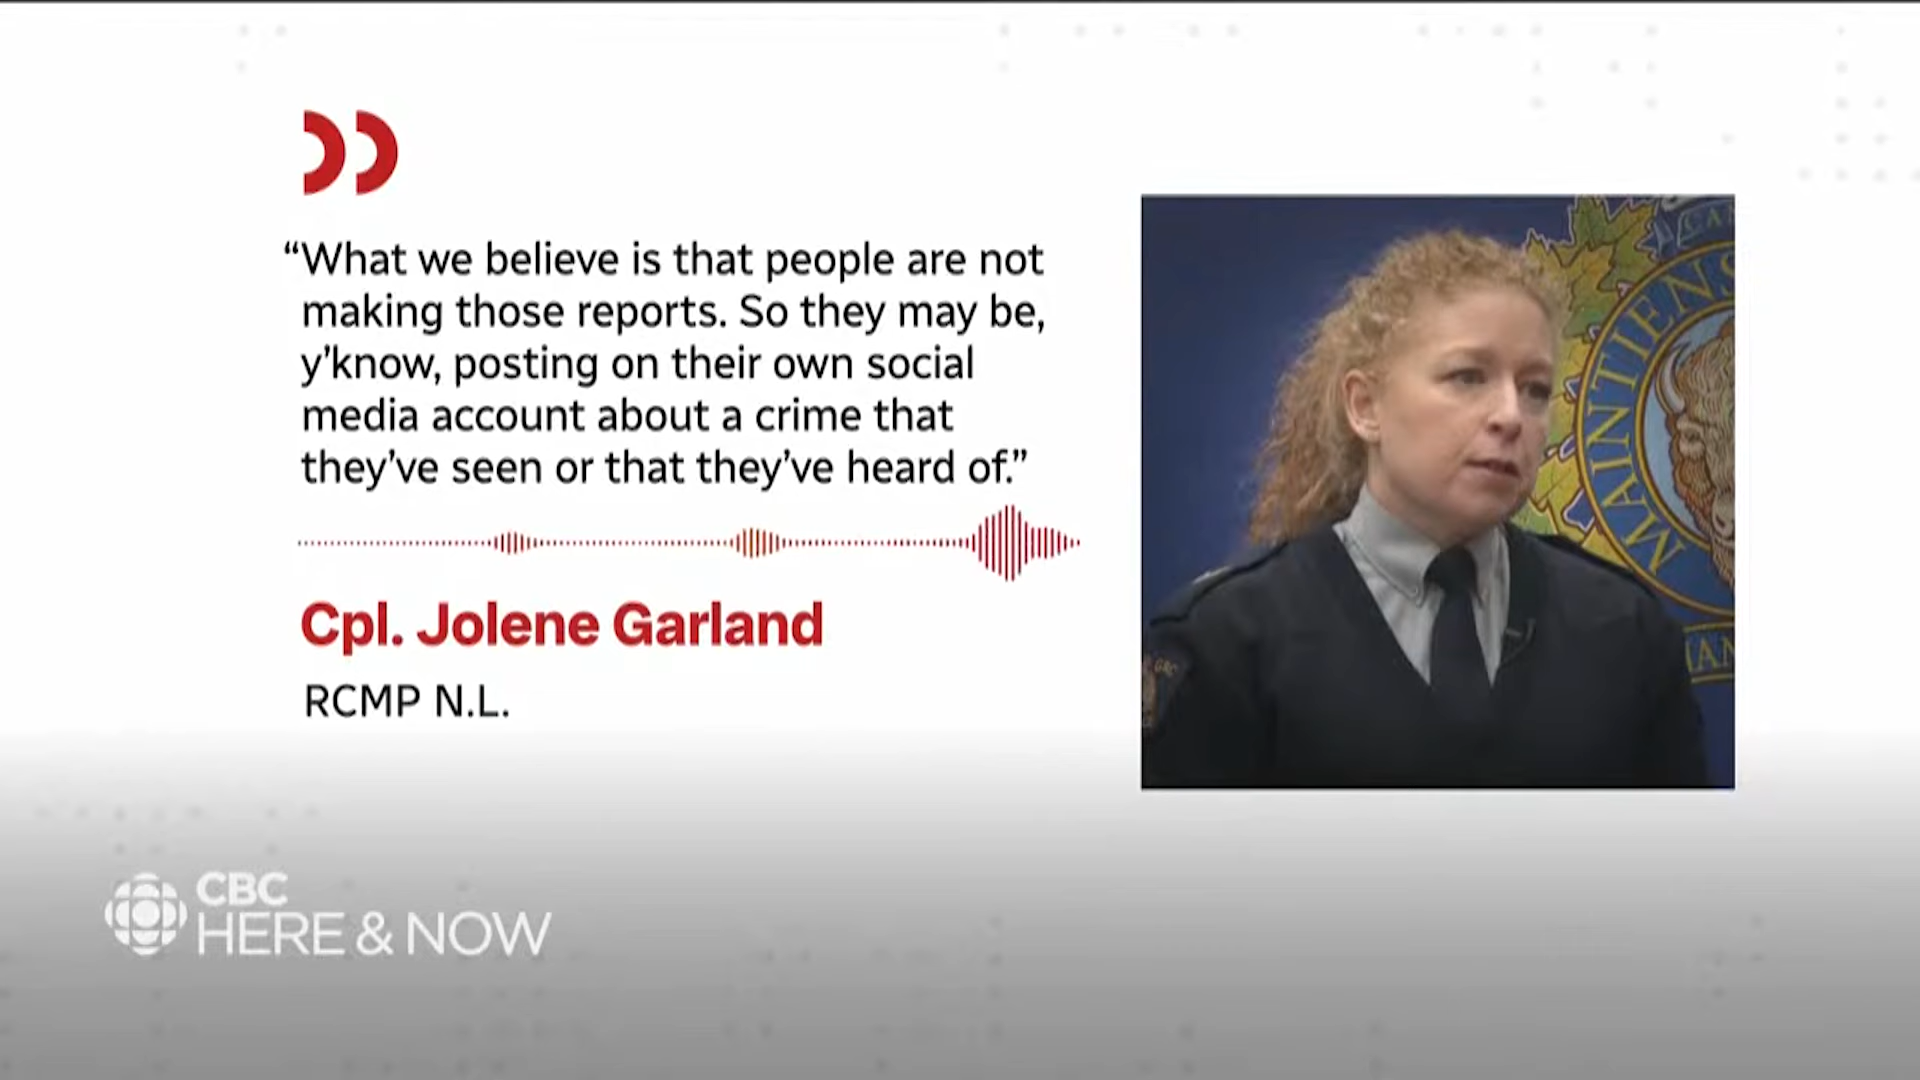 “What we believe is that people are not
making those reports. So they may be,
y’know, posting on their own social
media account about a crime that
they’ve seen or that they’ve heard of.”
Cpl. Jolene Garland
RCMP N.L.
CBC
HERE & NOW
MAINTIENS
GRC